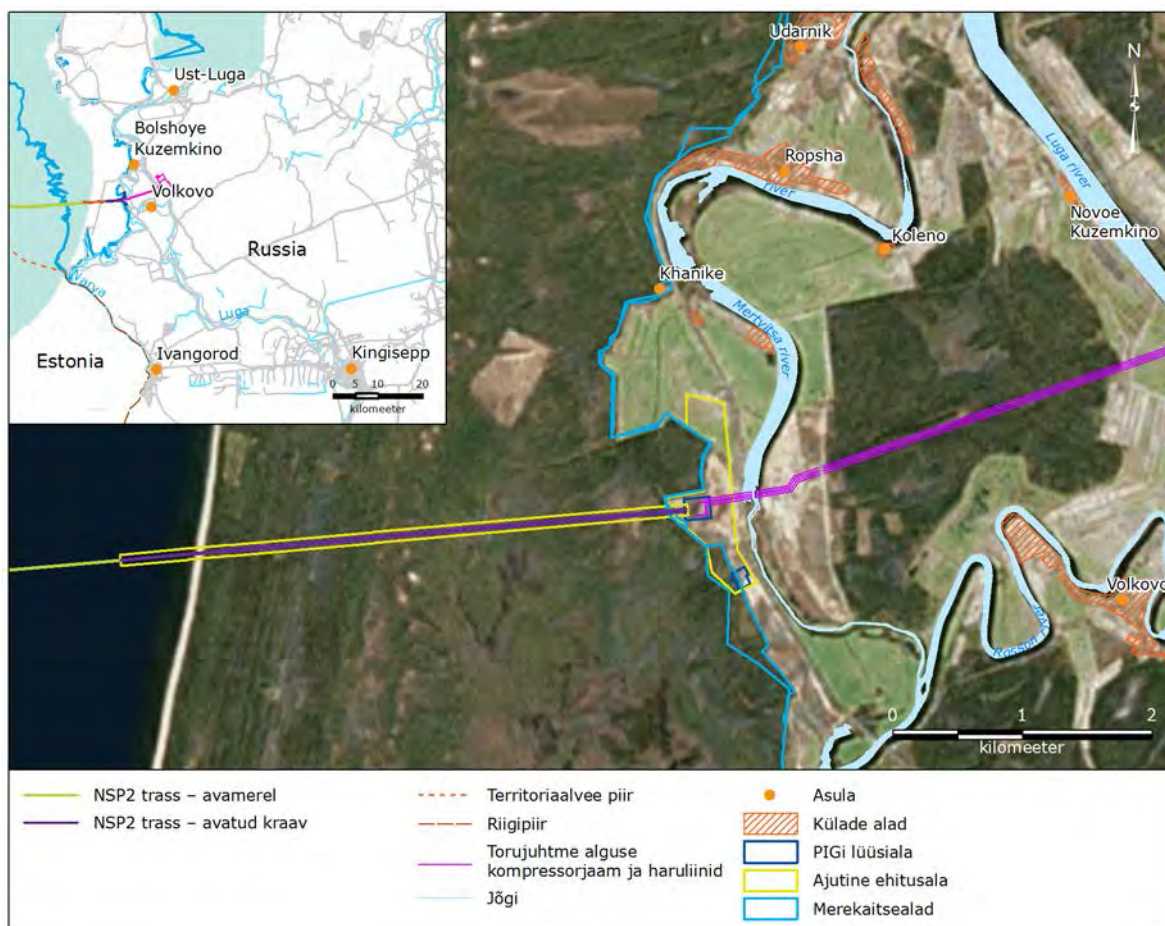 Ust-Luga
Bolshoye
Kuzemkino
Volkovo
Russia
Narva
Luga
Estonia
Ivangorod
Kingisepp
0 5 10 20
kilomeeter
Udarnik
N
Ropsha
river
Luga river
Novoe
Kuzemkino
Koleno
Khanike
Mertvitsa river
Volkovo
Rosson river
0 1 2
kilomeeter
NSP2 trass – avamerel
NSP2 trass – avatud kraav
Territoriaalvee piir
Riigipiir
Torujuhtme alguse
kompressorjaam ja haruliinid
Jõgi
Asula
Külade alad
PIGi lüüsiala
Ajutine ehitusala
Merekaitsealad